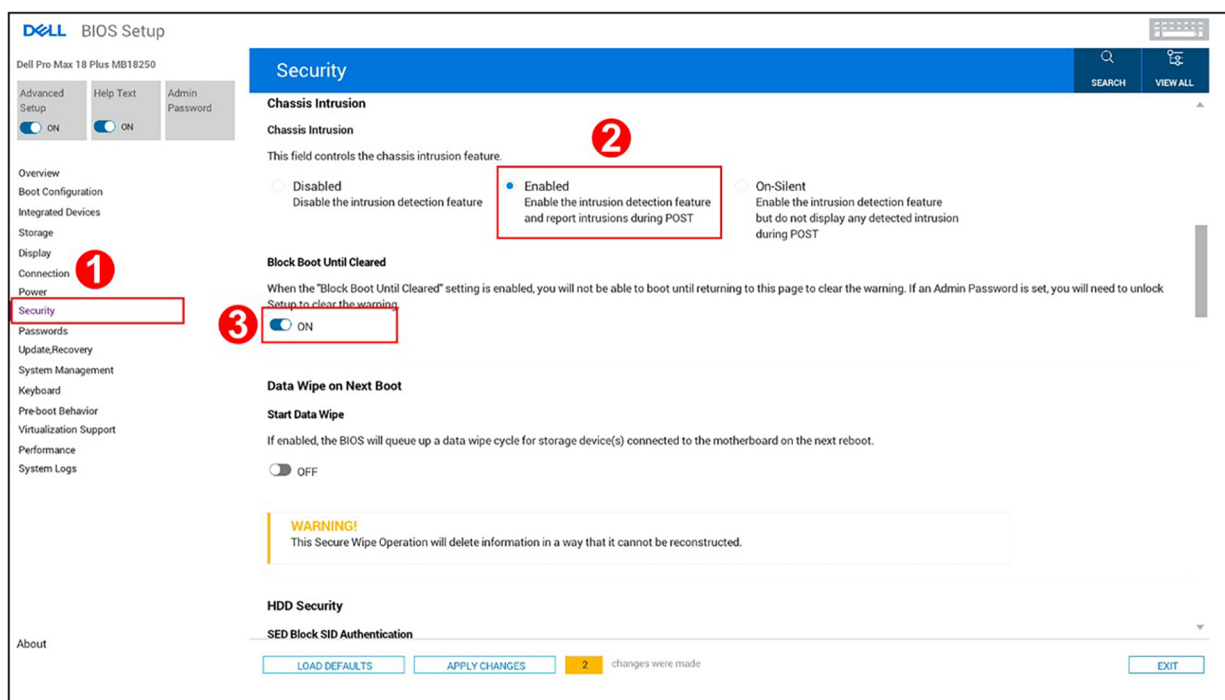 DELL BIOS Setup
Dell Pro Max 18 Plus MB18250
Advanced Setup
ON
Help Text
ON
Admin Password
Security
SEARCH
VIEW ALL
Overview
Boot Configuration
Integrated Devices
Storage
Display
Connection
1
Power
Security
Passwords
Update,Recovery
System Management
Keyboard
Pre-boot Behavior
Virtualization Support
Performance
System Logs
About
Chassis Intrusion
Chassis Intrusion
This field controls the chassis intrusion feature.
Disabled
Disable the intrusion detection feature
2
Enabled
Enable the intrusion detection feature
and report intrusions during POST
On-Silent
Enable the intrusion detection feature
but do not display any detected intrusion
during POST
Block Boot Until Cleared
When the "Block Boot Until Cleared" setting is enabled, you will not be able to boot until returning to this page to clear the warning. If an Admin Password is set, you will need to unlock
Setup to clear the warning.
3
ON
Data Wipe on Next Boot
Start Data Wipe
If enabled, the BIOS will queue up a data wipe cycle for storage device(s) connected to the motherboard on the next reboot.
OFF
WARNING!
This Secure Wipe Operation will delete information in a way that it cannot be reconstructed.
HDD Security
SED Block SID Authentication
LOAD DEFAULTS
APPLY CHANGES
2 changes were made
EXIT